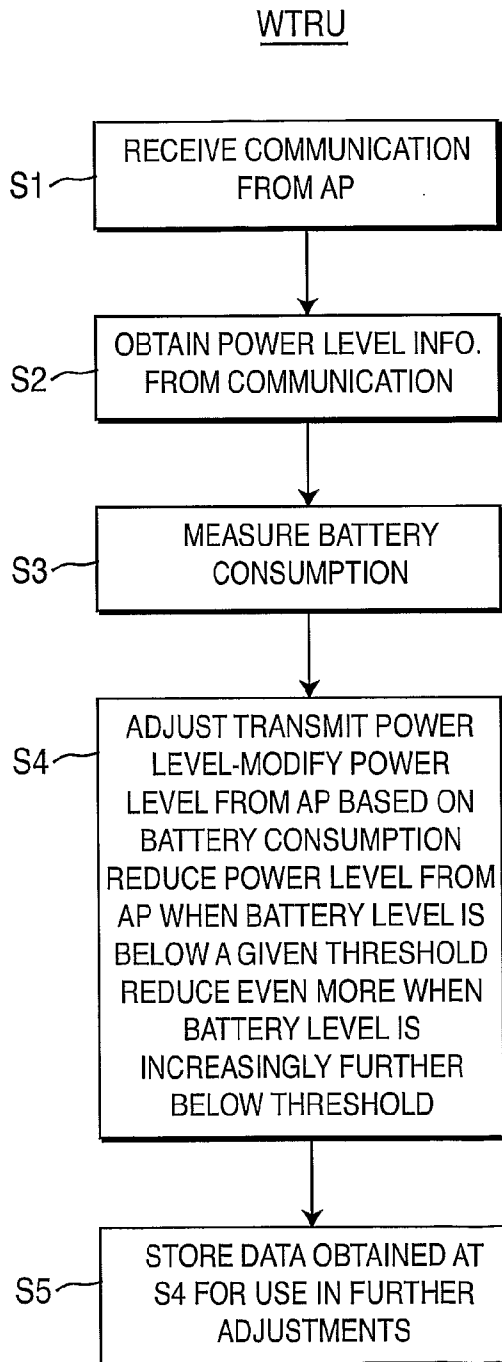 WTRU
S1
RECEIVE COMMUNICATION
FROM AP
S2
OBTAIN POWER LEVEL INFO.
FROM COMMUNICATION
S3
MEASURE BATTERY
CONSUMPTION
S4
ADJUST TRANSMIT POWER
LEVEL-MODIFY POWER
LEVEL FROM AP BASED ON
BATTERY CONSUMPTION
REDUCE POWER LEVEL FROM
AP WHEN BATTERY LEVEL IS
BELOW A GIVEN THRESHOLD
REDUCE EVEN MORE WHEN
BATTERY LEVEL IS
INCREASINGLY FURTHER
BELOW THRESHOLD
S5
STORE DATA OBTAINED AT
S4 FOR USE IN FURTHER
ADJUSTMENTS